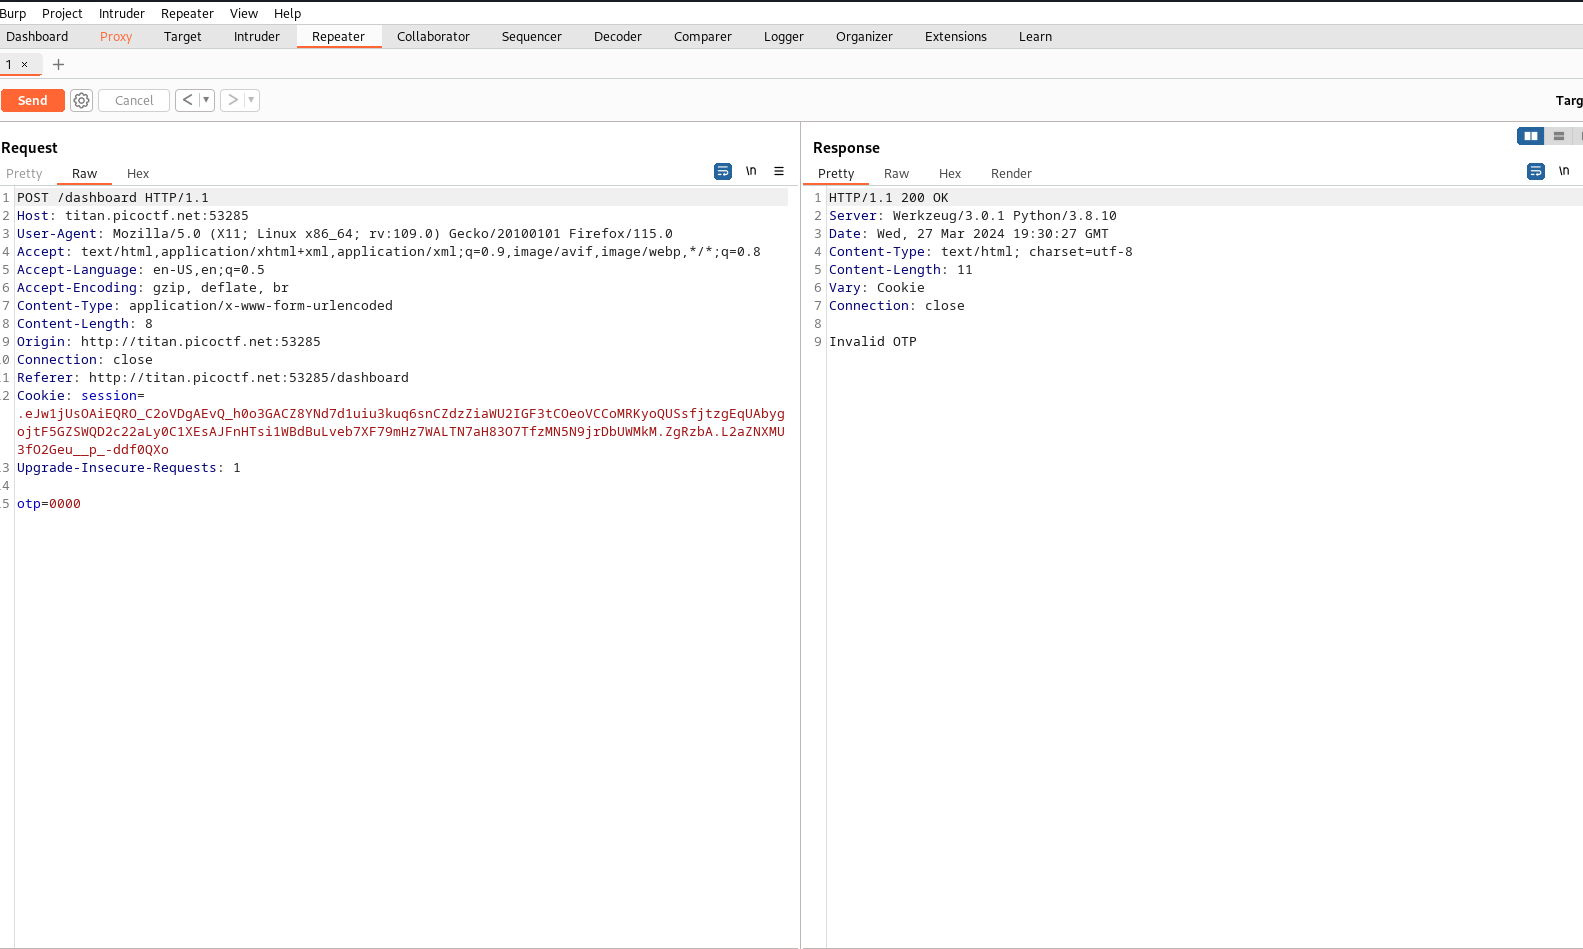 Burp Project Intruder Repeater View Help
Dashboard Proxy Target Intruder Repeater Collaborator Sequencer Decoder Comparer Logger Organizer Extensions Learn
1 × +
Send Cancel < > Targ
Request
Pretty Raw Hex \n
1 POST /dashboard HTTP/1.1
2 Host: titan.picoctf.net:53285
3 User-Agent: Mozilla/5.0 (X11; Linux x86_64; rv:109.0) Gecko/20100101 Firefox/115.0
4 Accept: text/html,application/xhtml+xml,application/xml;q=0.9,image/avif,image/webp,*/*;q=0.8
5 Accept-Language: en-US,en;q=0.5
6 Accept-Encoding: gzip, deflate, br
7 Content-Type: application/x-www-form-urlencoded
8 Content-Length: 8
9 Origin: http://titan.picoctf.net:53285
0 Connection: close
1 Referer: http://titan.picoctf.net:53285/dashboard
2 Cookie: session=
.eJw1jUsOAiEQRO_C2oVDgAEvQ_h0o3GACZ8YNd7d1uiu3kuq6snCZdzZiaWU2IGF3tCOeoVCCoMRKyoQUSsfjtzgEqUAbyg
ojtF5GZSWQD2c22aLy0C1XEsAJFnHTsi1WBdBuLveb7XF79mHz7WALTN7aH83O7TfzMN5N9jrDbUWMkM.ZgRzbA.L2aZNXMU
3fO2Geu__p_-ddf0QXo
3 Upgrade-Insecure-Requests: 1
4
5 otp=0000
Response
Pretty Raw Hex Render \n
1 HTTP/1.1 200 OK
2 Server: Werkzeug/3.0.1 Python/3.8.10
3 Date: Wed, 27 Mar 2024 19:30:27 GMT
4 Content-Type: text/html; charset=utf-8
5 Content-Length: 11
6 Vary: Cookie
7 Connection: close
8
9 Invalid OTP